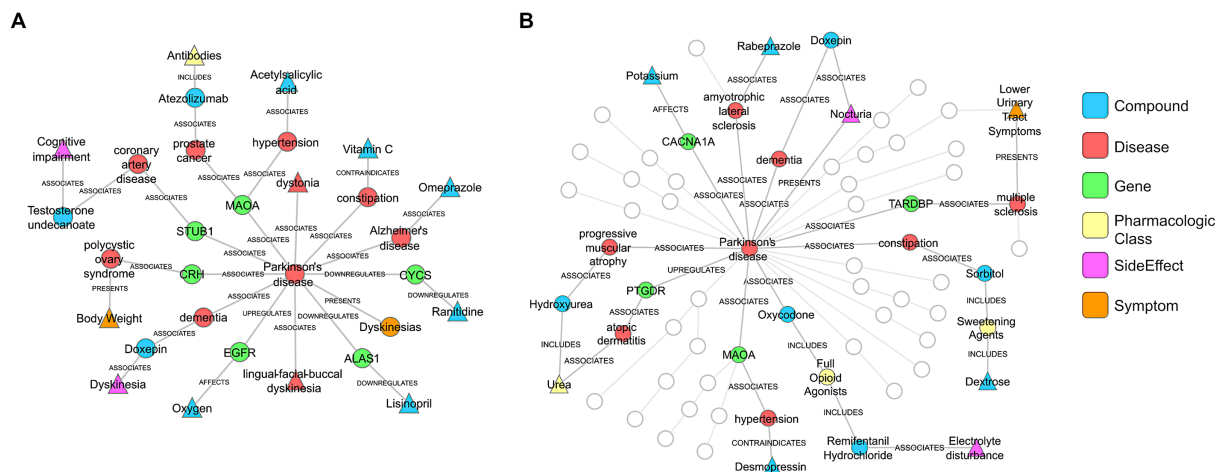 A
Antibodies
INCLUDES
Atezolizumab
ASSOCIATES
prostate
cancer
ASSOCIATES
Acetylsalicylic
acid
ASSOCIATES
hypertension
ASSOCIATES
MAOA
ASSOCIATES
Cognitive
impairment
ASSOCIATES
Testosterone
undecanoate
ASSOCIATES
coronary
artery
disease
ASSOCIATES
STUB1
ASSOCIATES
dystonia
ASSOCIATES
Vitamin C
CONTRAINDICATES
constipation
ASSOCIATES
Omeprazole
ASSOCIATES
Alzheimer's
disease
ASSOCIATES
polycystic
ovary
syndrome
ASSOCIATES
CRH
ASSOCIATES
PRESENTS
Body Weight
Parkinson's
disease
DOWNREGULATES
CYCS
DOWNREGULATES
Ranitidine
ASSOCIATES
dementia
ASSOCIATES
Doxepin
ASSOCIATES
Dyskinesia
UPREGULATES
EGFR
AFFECTS
Oxygen
ASSOCIATES
lingual-facial-buccal
dyskinesia
PRESENTS
Dyskinesias
DOWNREGULATES
ALAS1
DOWNREGULATES
Lisinopril
B
Potassium
AFFECTS
CACNA1A
ASSOCIATES
Rabeprazole
ASSOCIATES
amyotrophic
lateral
sclerosis
ASSOCIATES
Doxepin
ASSOCIATES
ASSOCIATES
dementia
ASSOCIATES
Nocturia
PRESENTS
Lower
Urinary
Tract
Symptoms
PRESENTS
multiple
sclerosis
ASSOCIATES
TARDBP
ASSOCIATES
progressive
muscular
atrophy
ASSOCIATES
Parkinson's
disease
ASSOCIATES
constipation
ASSOCIATES
Sorbitol
INCLUDES
Sweetening
Agents
INCLUDES
Dextrose
ASSOCIATES
Hydroxyurea
INCLUDES
Urea
UPREGULATES
PTGDR
ASSOCIATES
atopic
dermatitis
ASSOCIATES
ASSOCIATES
MAOA
ASSOCIATES
hypertension
CONTRAINDICATES
Desmopressin
ASSOCIATES
Oxycodone
INCLUDES
Full
Opioid
Agonists
INCLUDES
Remifentanil
Hydrochloride
ASSOCIATES
Electrolyte
disturbance
Compound
Disease
Gene
Pharmacologic
Class
SideEffect
Symptom